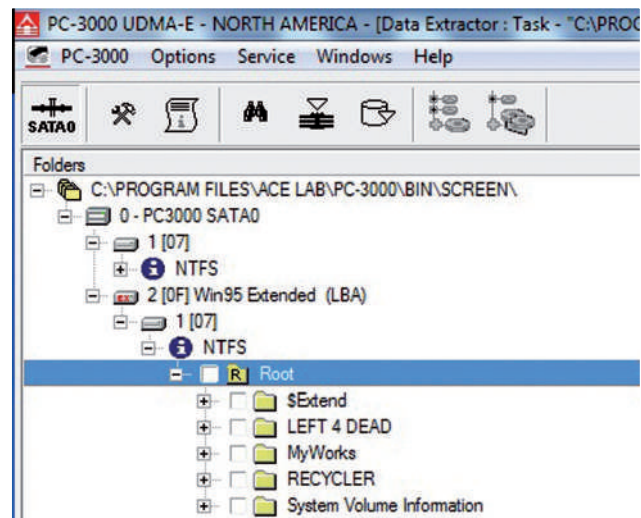 PC-3000 UDMA-E - NORTH AMERICA - [Data Extractor : Task - "C:\PROG
PC-3000 Options Service Windows Help
SATA0
Folders
C:\PROGRAM FILES\ACE LAB\PC-3000\BIN\SCREEN\
0 - PC3000 SATA0
1 [07]
NTFS
2 [0F] Win95 Extended (LBA)
1 [07]
NTFS
R Root
$Extend
LEFT 4 DEAD
MyWorks
RECYCLER
System Volume Information